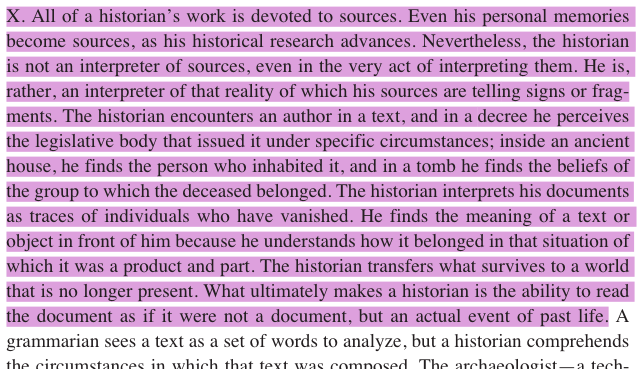 X. All of a historian’s work is devoted to sources. Even his personal memories
become sources, as his historical research advances. Nevertheless, the historian
is not an interpreter of sources, even in the very act of interpreting them. He is,
rather, an interpreter of that reality of which his sources are telling signs or frag-
ments. The historian encounters an author in a text, and in a decree he perceives
the legislative body that issued it under specific circumstances; inside an ancient
house, he finds the person who inhabited it, and in a tomb he finds the beliefs of
the group to which the deceased belonged. The historian interprets his documents
as traces of individuals who have vanished. He finds the meaning of a text or
object in front of him because he understands how it belonged in that situation of
which it was a product and part. The historian transfers what survives to a world
that is no longer present. What ultimately makes a historian is the ability to read
the document as if it were not a document, but an actual event of past life. A
grammarian sees a text as a set of words to analyze, but a historian comprehends
the circumstances in which that text was composed. The archaeologist—a tech-